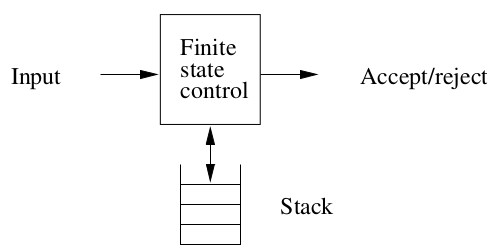 Input
Finite
state
control
Accept/reject
Stack